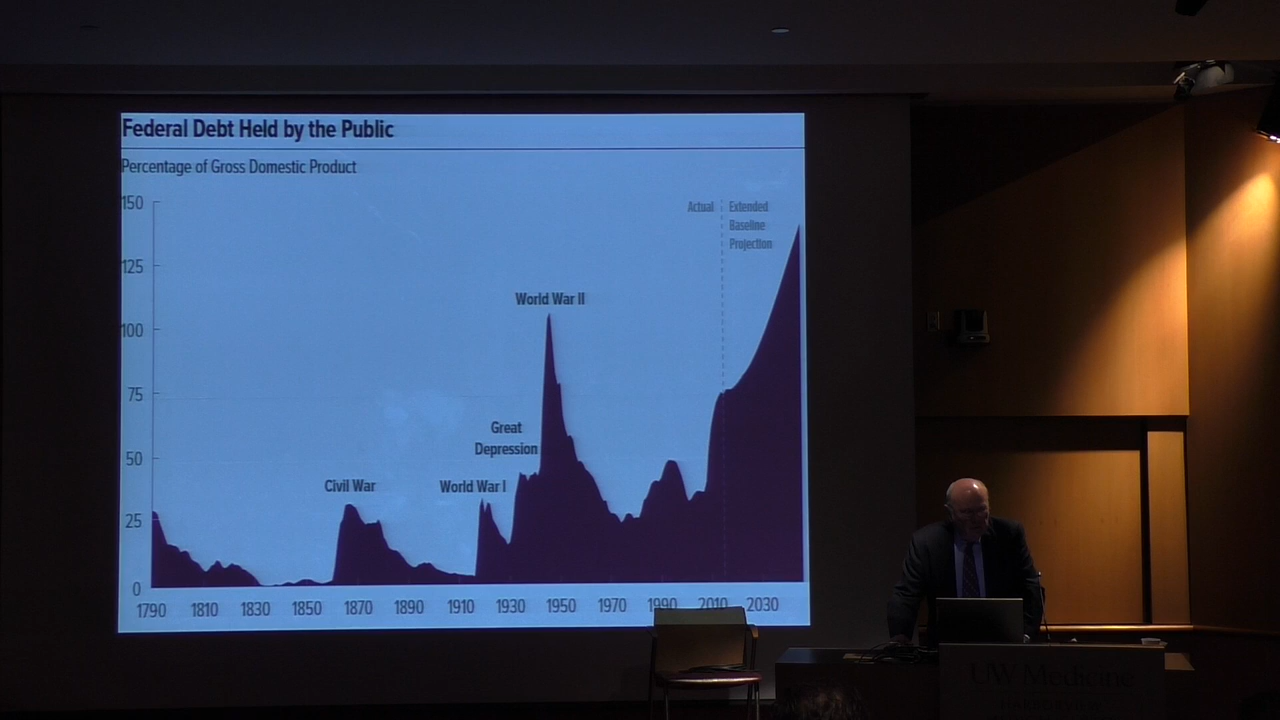 Federal Debt Held by the Public
Percentage of Gross Domestic Product
150
125
100
75
50
25
0
Actual
Extended
Baseline
Projection
World War II
Great
Depression
Civil War
World War I
1790 1810 1830 1850 1870 1890 1910 1930 1950 1970 1990 2010 2030
UW Medicine